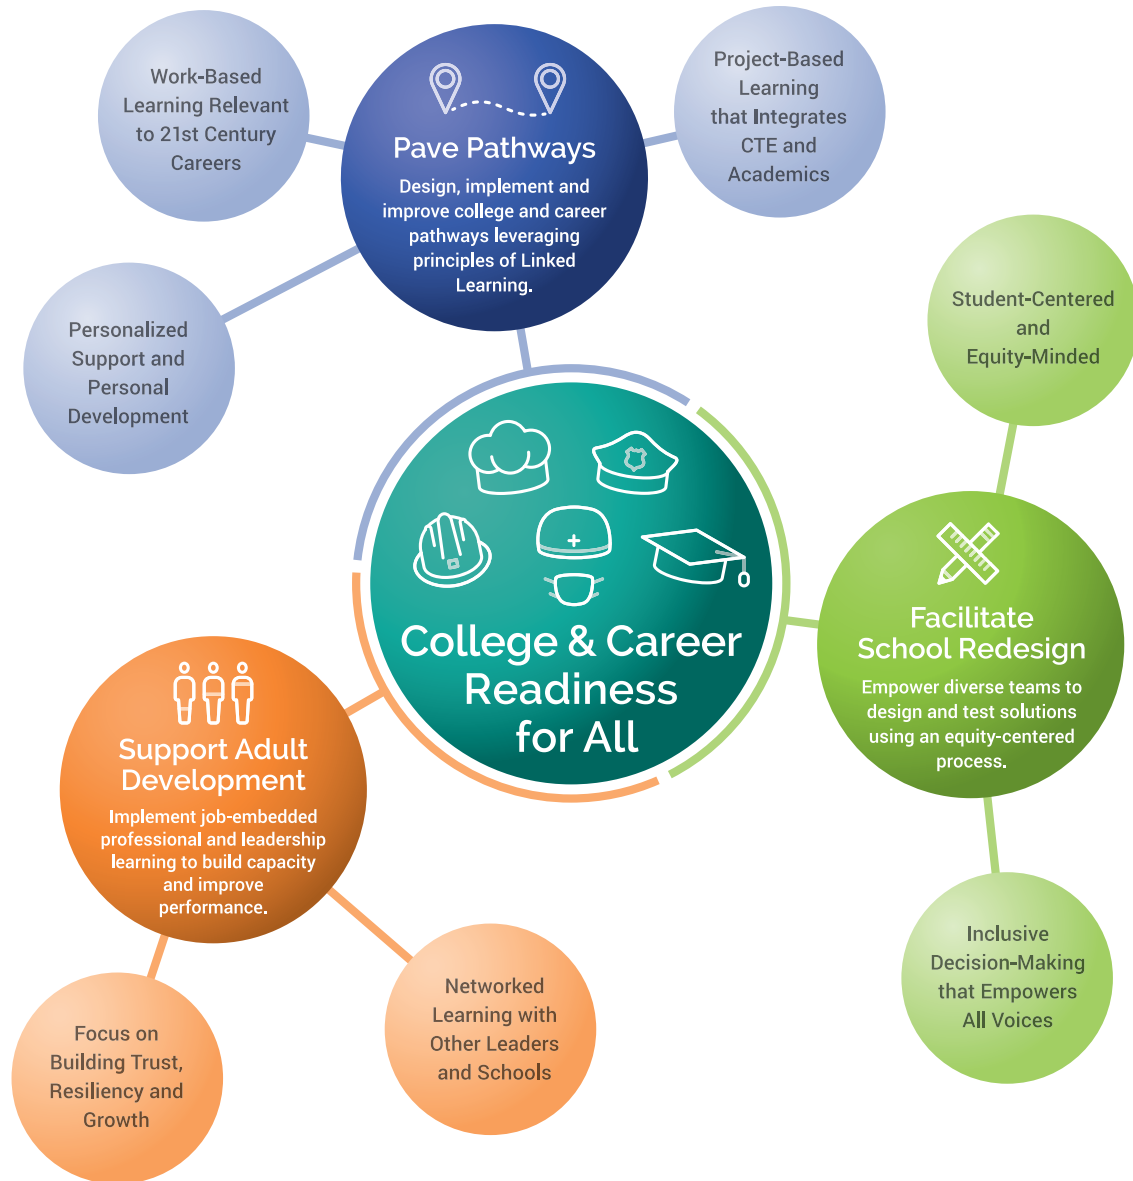 Work-Based
Learning Relevant
to 21st Century
Careers
Pave Pathways
Design, implement and
improve college and career
pathways leveraging
principles of Linked
Learning.
Project-Based
Learning
that Integrates
CTE and
Academics
Personalized
Support and
Personal
Development
Student-Centered
and
Equity-Minded
College & Career
Readiness
for All
Facilitate
School Redesign
Empower diverse teams to
design and test solutions
using an equity-centered
process.
Support Adult
Development
Implement job-embedded
professional and leadership
learning to build capacity
and improve
performance.
Inclusive
Decision-Making
that Empowers
All Voices
Networked
Learning with
Other Leaders
and Schools
Focus on
Building Trust,
Resiliency and
Growth